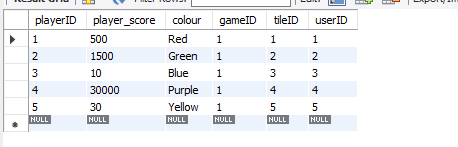 Result Grid Filter Rows: Edit: Export/Im
playerID player_score colour gameID tileID userID
1 500 Red 1 1 1
2 1500 Green 1 2 2
3 10 Blue 1 3 3
4 30000 Purple 1 4 4
5 30 Yellow 1 5 5
NULL NULL NULL NULL NULL NULL